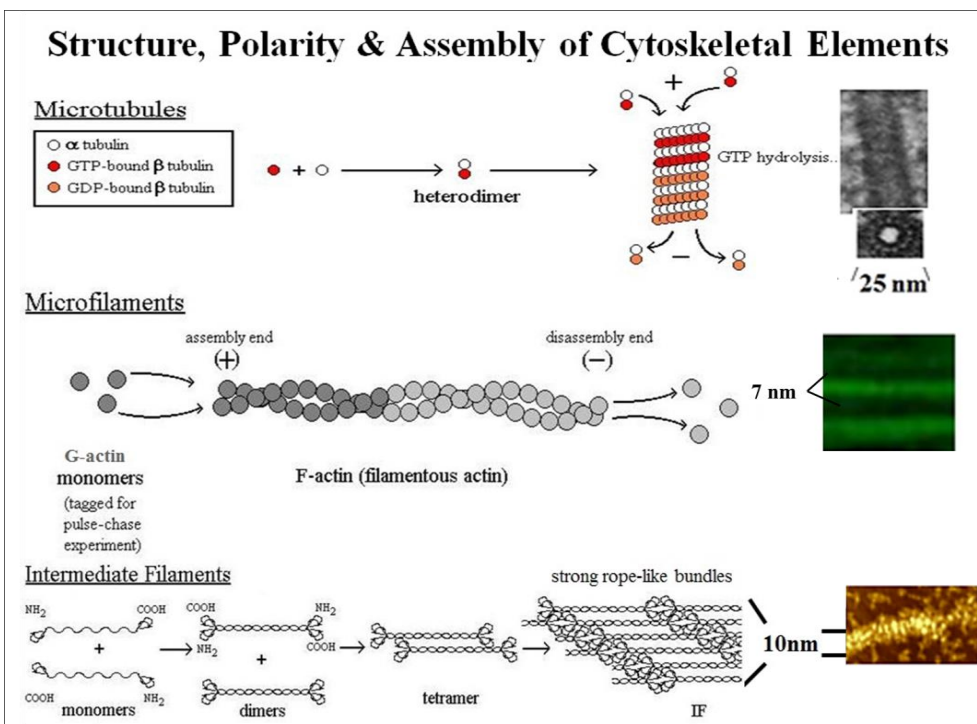 Structure, Polarity & Assembly of Cytoskeletal Elements
Microtubules
α tubulin
GTP-bound β tubulin
GDP-bound β tubulin
+
heterodimer
+
GTP hydrolysis..
−
25 nm
Microfilaments
assembly end
(+)
disassembly end
(−)
7 nm
G-actin
monomers
(tagged for
pulse-chase
experiment)
F-actin (filamentous actin)
Intermediate Filaments
strong rope-like bundles
NH2 COOH
+
COOH NH2
monomers
COOH NH2
NH2 COOH
+
dimers
tetramer
IF
10nm